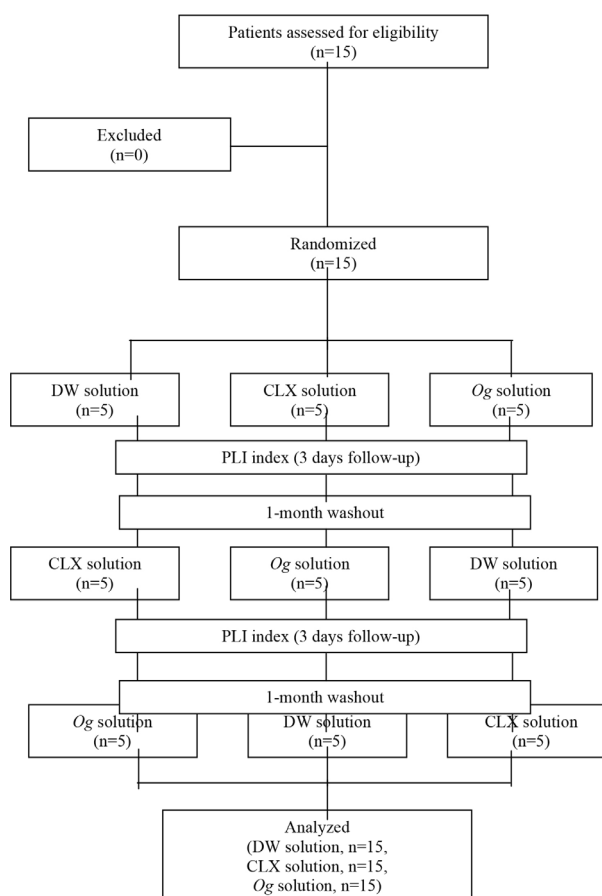 Patients assessed for eligibility
(n=15)
Excluded
(n=0)
Randomized
(n=15)
DW solution
(n=5)
CLX solution
(n=5)
Og solution
(n=5)
PLI index (3 days follow-up)
1-month washout
CLX solution
(n=5)
Og solution
(n=5)
DW solution
(n=5)
PLI index (3 days follow-up)
1-month washout
Og solution
(n=5)
DW solution
(n=5)
CLX solution
(n=5)
Analyzed
(DW solution, n=15,
CLX solution, n=15,
Og solution, n=15)